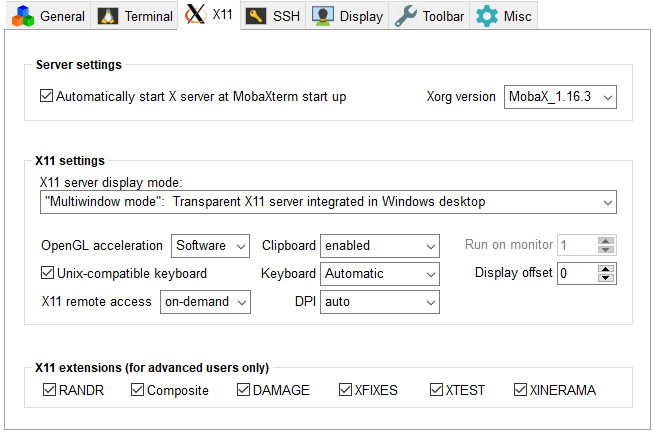 General Terminal X11 SSH Display Toolbar Misc
Server settings
Automatically start X server at MobaXterm start up Xorg version MobaX_1.16.3
X11 settings
X11 server display mode:
"Multiwindow mode": Transparent X11 server integrated in Windows desktop
OpenGL acceleration Software Clipboard enabled Run on monitor 1
Unix-compatible keyboard Keyboard Automatic Display offset 0
X11 remote access on-demand DPI auto
X11 extensions (for advanced users only)
RANDR Composite DAMAGE XFIXES XTEST XINERAMA